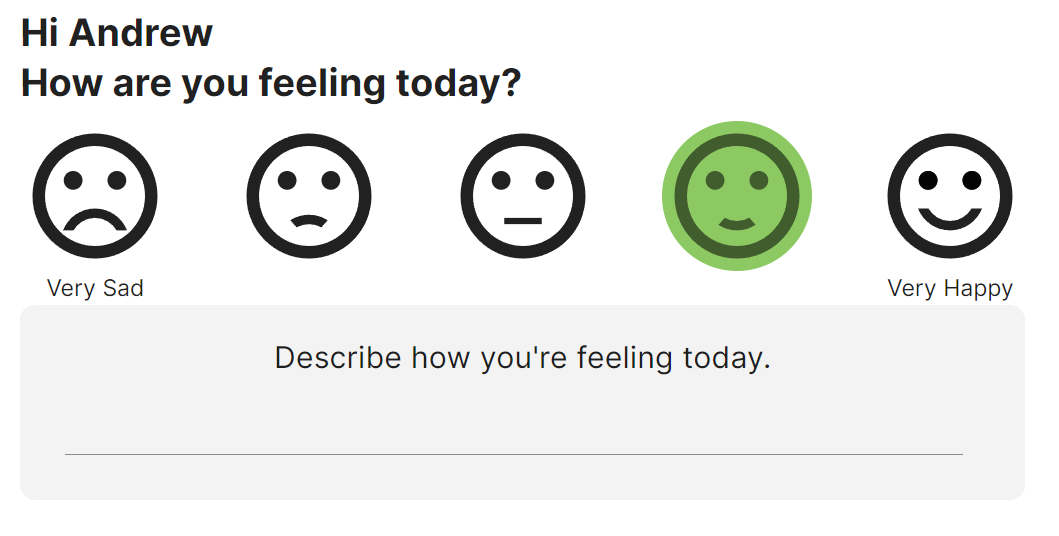 Hi Andrew
How are you feeling today?
Very Sad
Very Happy
Describe how you're feeling today.